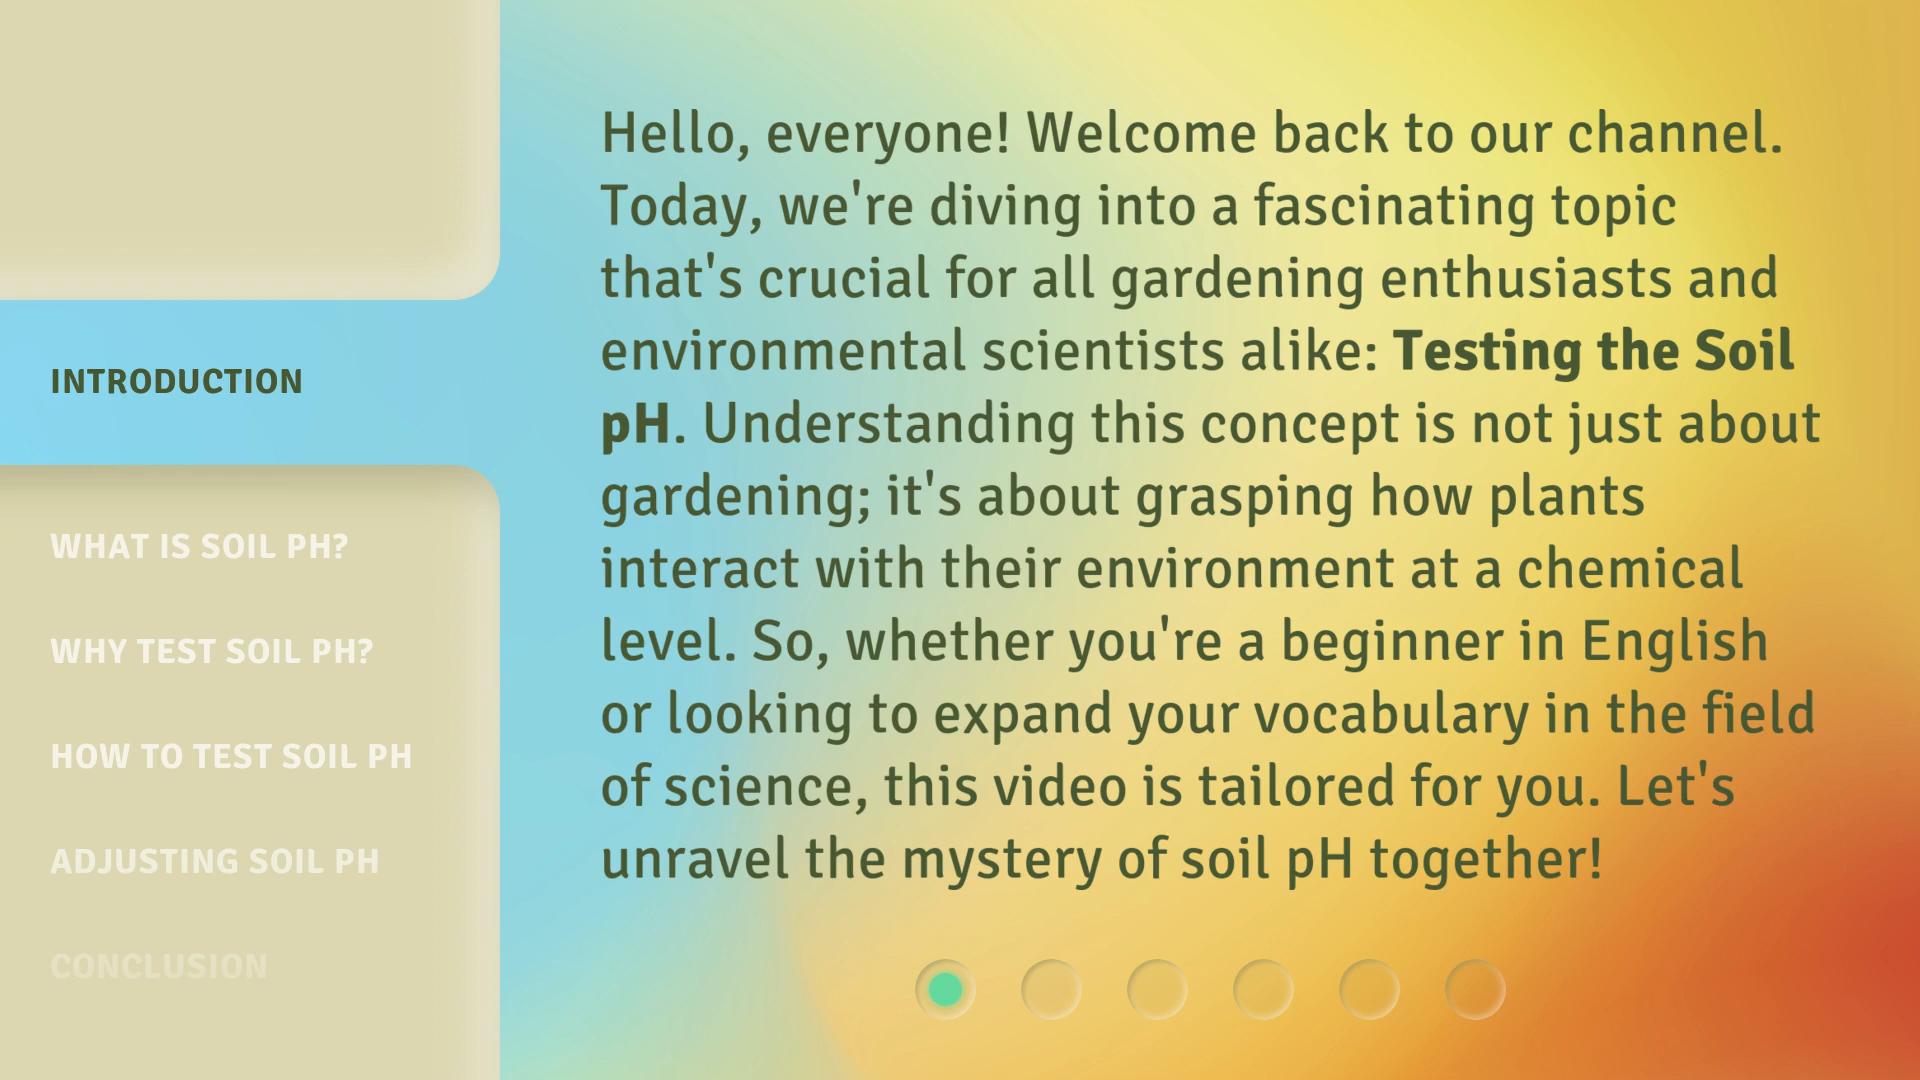 INTRODUCTION
WHAT IS SOIL PH?
WHY TEST SOIL PH?
HOW TO TEST SOIL PH
ADJUSTING SOIL PH
CONCLUSION
Hello, everyone! Welcome back to our channel.
Today, we're diving into a fascinating topic
that's crucial for all gardening enthusiasts and
environmental scientists alike: Testing the Soil
pH. Understanding this concept is not just about
gardening; it's about grasping how plants
interact with their environment at a chemical
level. So, whether you're a beginner in English
or looking to expand your vocabulary in the field
of science, this video is tailored for you. Let's
unravel the mystery of soil pH together!